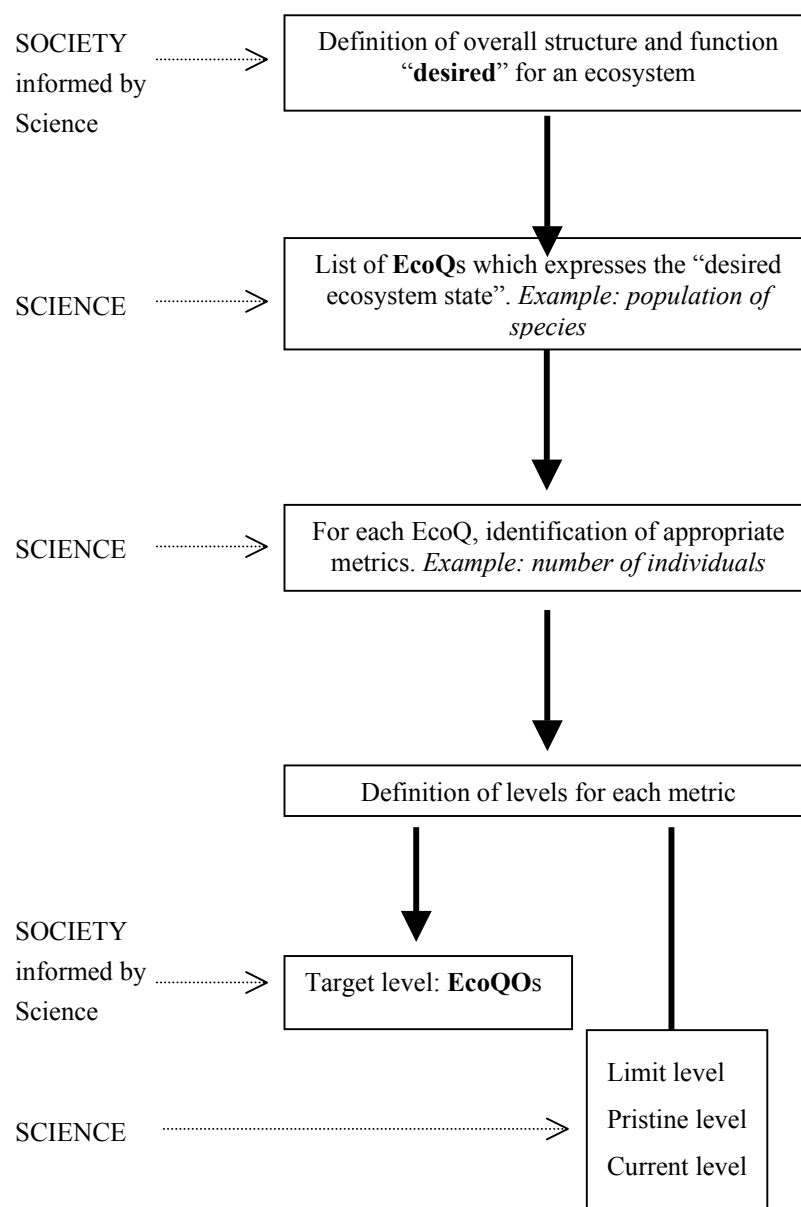 SOCIETY
informed by
Science
Definition of overall structure and function
“desired” for an ecosystem
SCIENCE
List of EcoQs which expresses the “desired
ecosystem state”. Example: population of
species
SCIENCE
For each EcoQ, identification of appropriate
metrics. Example: number of individuals
Definition of levels for each metric
SOCIETY
informed by
Science
Target level: EcoQOs
SCIENCE
Limit level
Pristine level
Current level